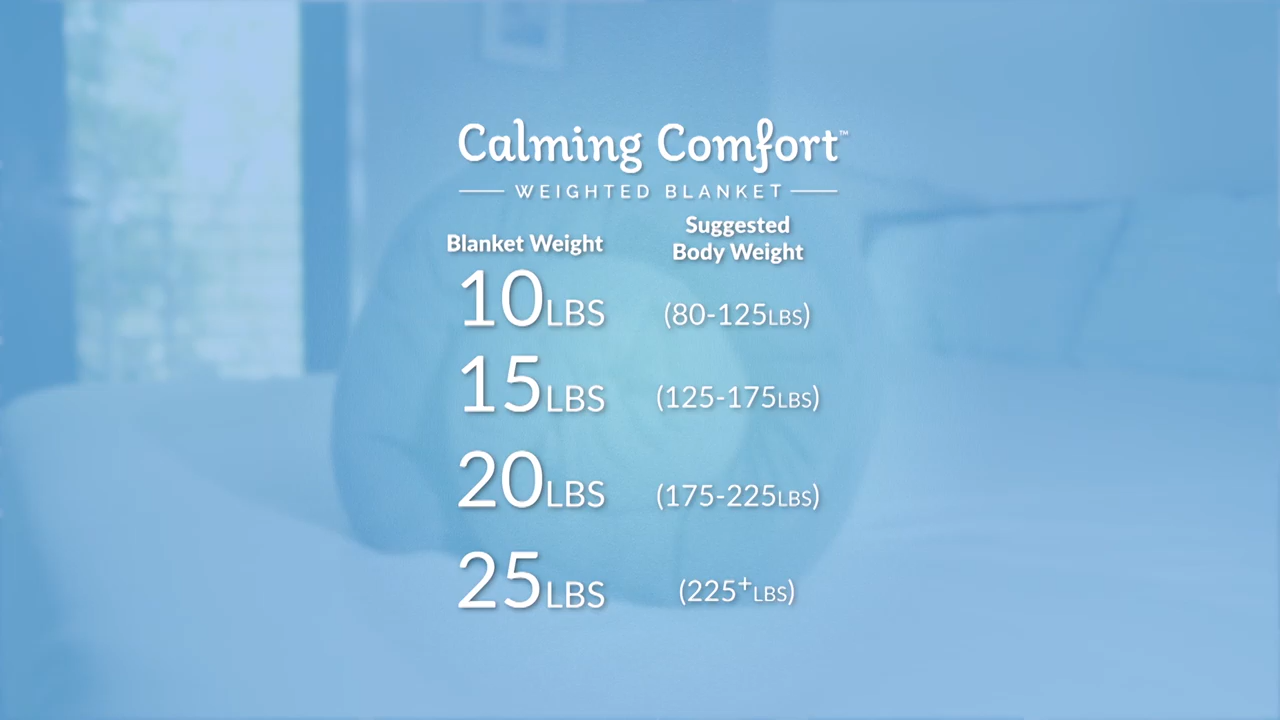 Calming Comfort™
WEIGHTED BLANKET
Blanket Weight
Suggested
Body Weight
10LBS (80-125LBS)
15LBS (125-175LBS)
20LBS (175-225LBS)
25LBS (225+LBS)